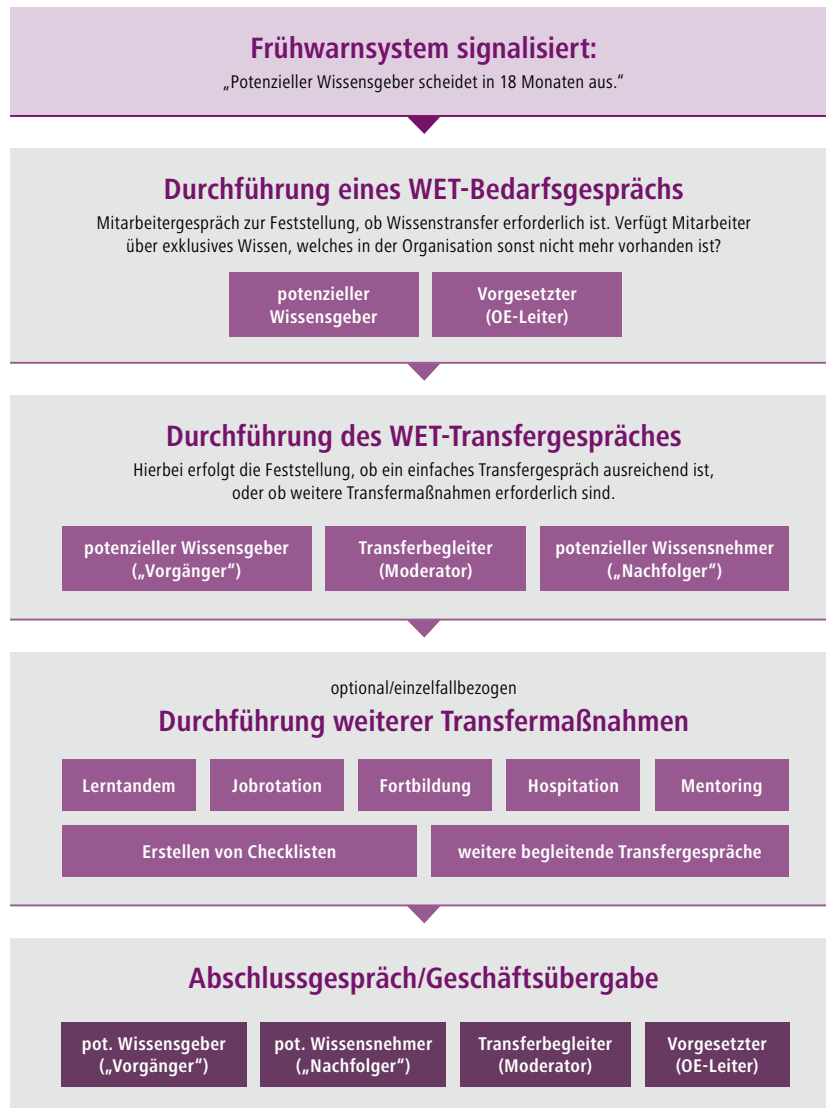 Frühwarnsystem signalisiert:
„Potenzieller Wissensgeber scheidet in 18 Monaten aus.“
Durchführung eines WET-Bedarfsgesprächs
Mitarbeitergespräch zur Feststellung, ob Wissenstransfer erforderlich ist. Verfügt Mitarbeiter
über exklusives Wissen, welches in der Organisation sonst nicht mehr vorhanden ist?
potenzieller
Wissensgeber
Vorgesetzter
(OE-Leiter)
Durchführung des WET-Transfergespräches
Hierbei erfolgt die Feststellung, ob ein einfaches Transfergespräch ausreichend ist,
oder ob weitere Transfermaßnahmen erforderlich sind.
potenzieller Wissensgeber
(„Vorgänger“)
Transferbegleiter
(Moderator)
potenzieller Wissensnehmer
(„Nachfolger“)
optional/einzelfallbezogen
Durchführung weiterer Transfermaßnahmen
Lerntandem
Jobrotation
Fortbildung
Hospitation
Mentoring
Erstellen von Checklisten
weitere begleitende Transfergespräche
Abschlussgespräch/Geschäftsübergabe
pot. Wissensgeber
(„Vorgänger“)
pot. Wissensnehmer
(„Nachfolger“)
Transferbegleiter
(Moderator)
Vorgesetzter
(OE-Leiter)